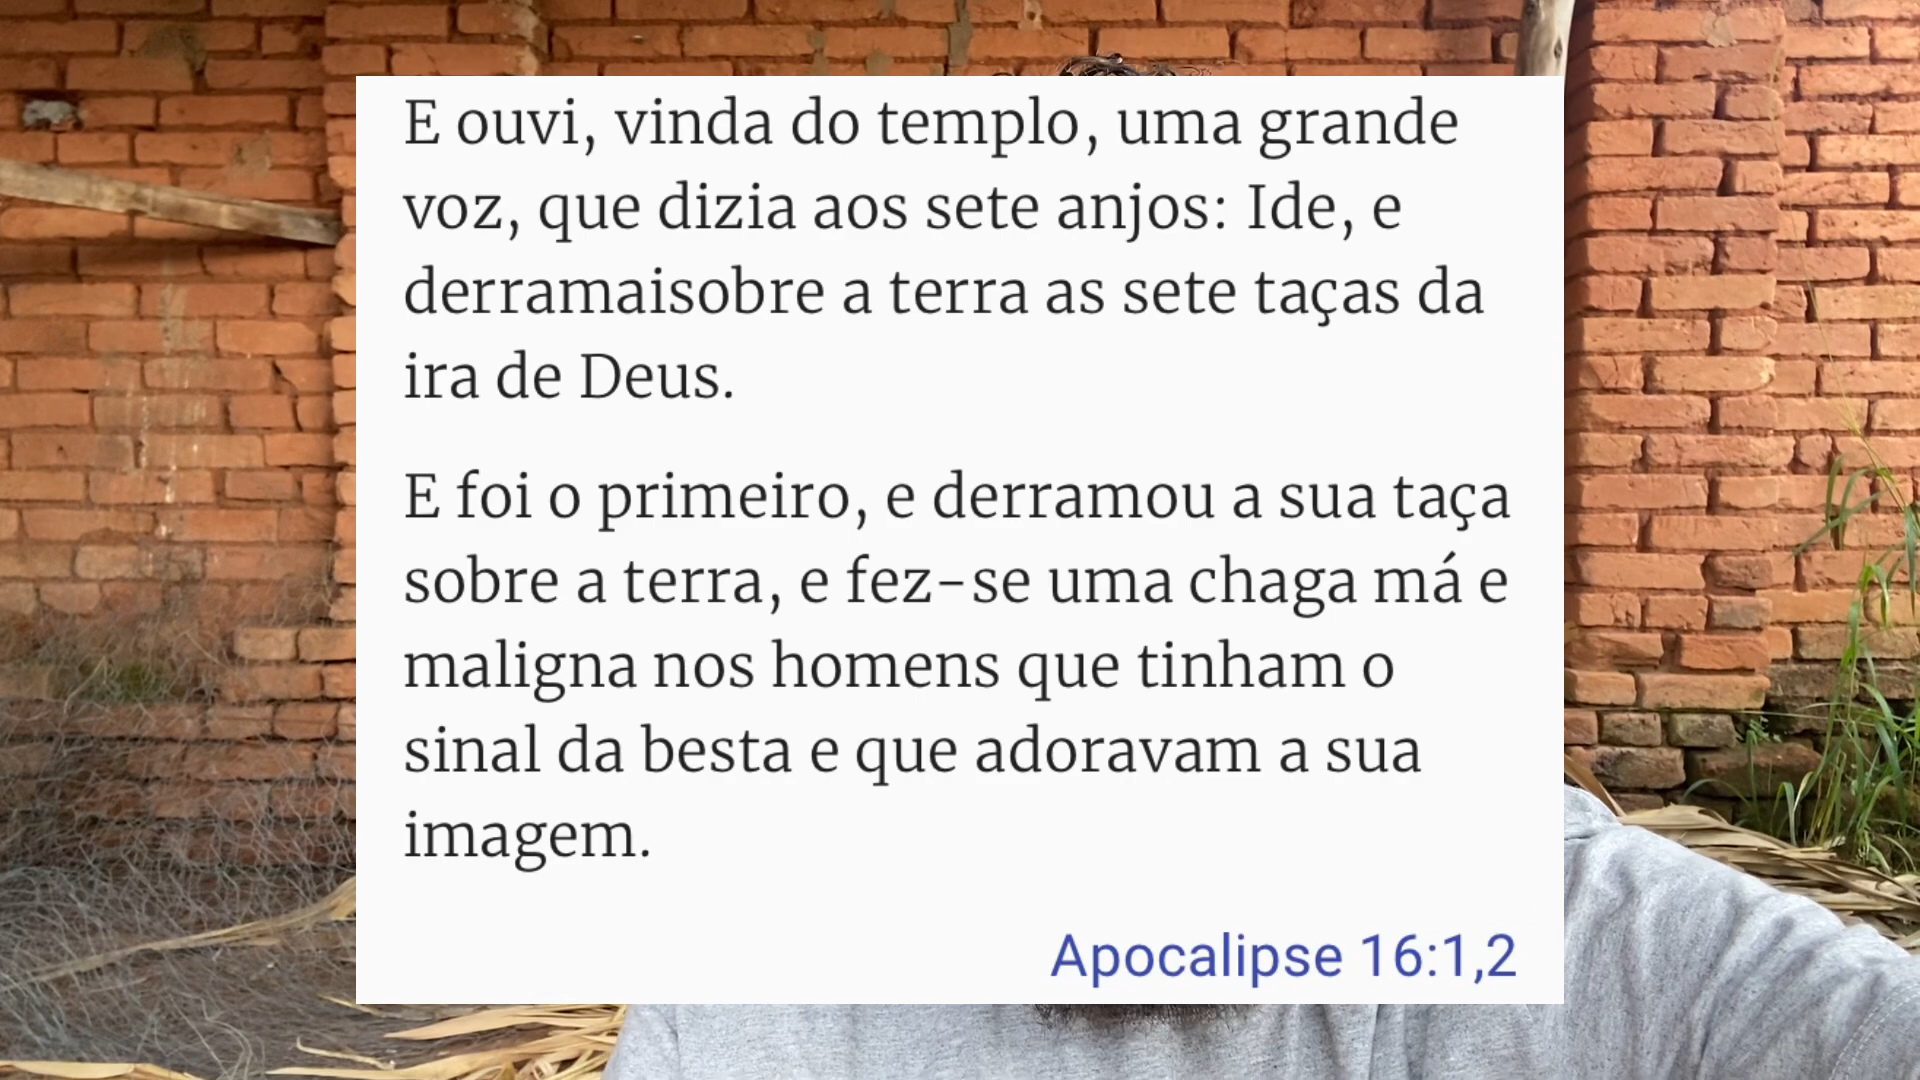 E ouvi, vinda do templo, uma grande
voz, que dizia aos sete anjos: Ide, e
derramaisobre a terra as sete taças da
ira de Deus.
E foi o primeiro, e derramou a sua taça
sobre a terra, e fez-se uma chaga má e
maligna nos homens que tinham o
sinal da besta e que adoravam a sua
imagem.
Apocalipse 16:1,2